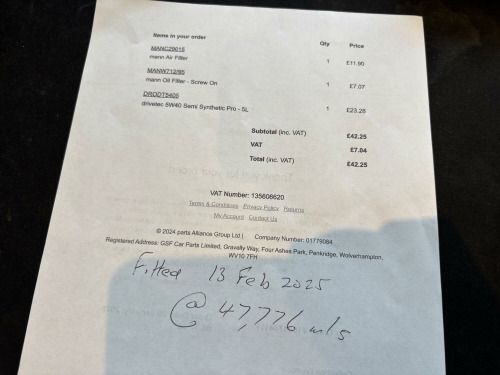 Items in your order Qty Price
MANC29015
mann Air Filter 1 £11.90
MANW712/95
mann Oil Filter - Screw On 1 £7.07
DRODT5405
drivetec 5W40 Semi Synthetic Pro - 5L 1 £23.28
Subtotal (inc. VAT) £42.25
VAT £7.04
Total (inc. VAT) £42.25
VAT Number: 135606620
Terms & Conditions Privacy Policy Returns
My Account Contact Us
© 2024 parts Alliance Group Ltd | Company Number: 01779084
Registered Address: GSF Car Parts Limited, Gravelly Way, Four Ashes Park, Penkridge, Wolverhampton,
WV10 7FH
Fitted 13 Feb 2025
@ 47,776 mls